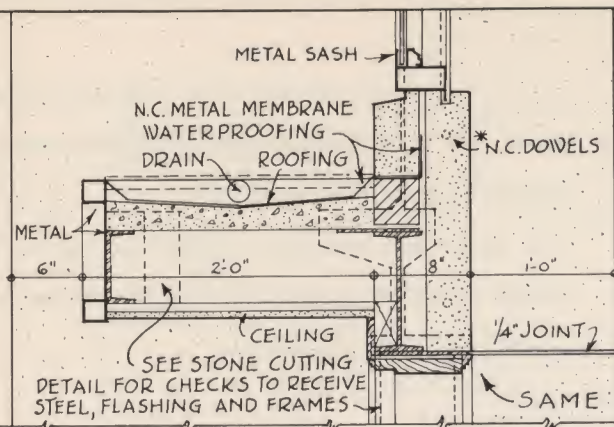 METAL SASH
N.C. METAL MEMBRANE
WATERPROOFING
DRAIN
ROOFING
* N.C. DOWELS
METAL
6"
2'-0"
8"
1'-0"
CEILING
1/4" JOINT
SEE STONE CUTTING
DETAIL FOR CHECKS TO RECEIVE
STEEL, FLASHING AND FRAMES
SAME